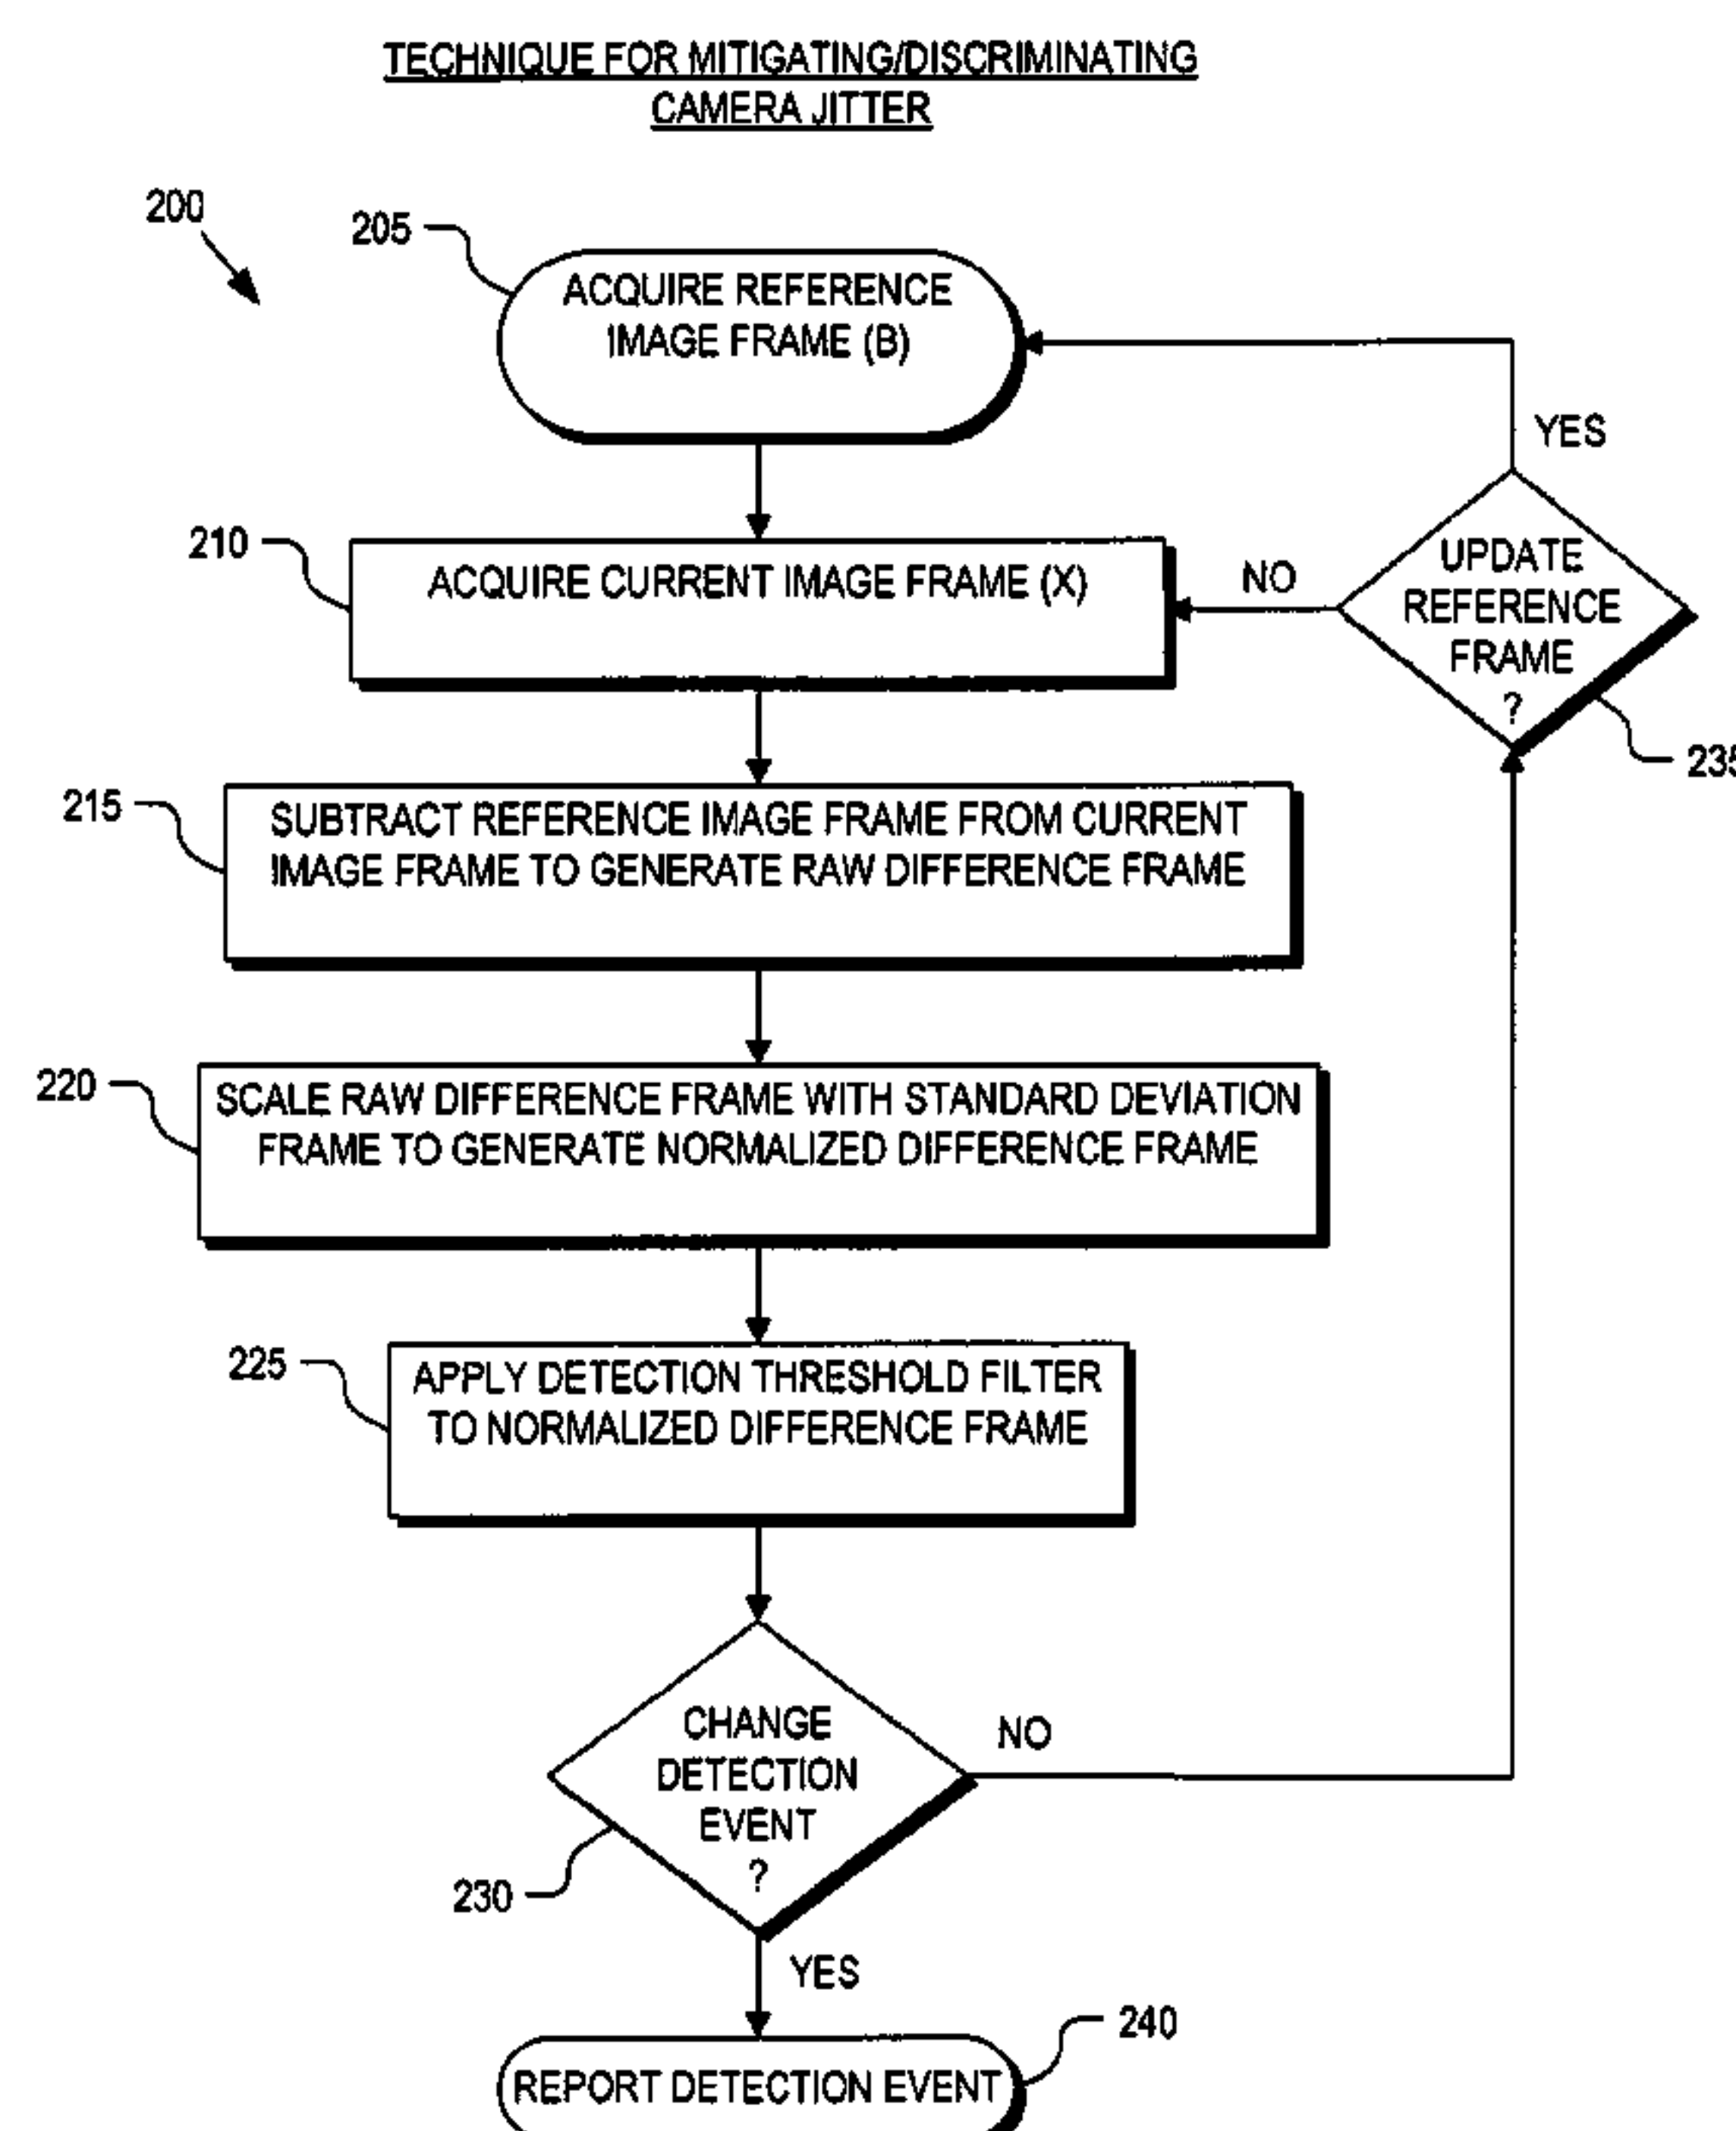 TECHNIQUE FOR MITIGATING/DISCRIMINATING
CAMERA JITTER
200
205
ACQUIRE REFERENCE
IMAGE FRAME (B)
YES
210
ACQUIRE CURRENT IMAGE FRAME (X)
NO
UPDATE
REFERENCE
FRAME
?
235
215
SUBTRACT REFERENCE IMAGE FRAME FROM CURRENT
IMAGE FRAME TO GENERATE RAW DIFFERENCE FRAME
220
SCALE RAW DIFFERENCE FRAME WITH STANDARD DEVIATION
FRAME TO GENERATE NORMALIZED DIFFERENCE FRAME
225
APPLY DETECTION THRESHOLD FILTER
TO NORMALIZED DIFFERENCE FRAME
CHANGE
DETECTION
EVENT
?
NO
230
YES
240
REPORT DETECTION EVENT